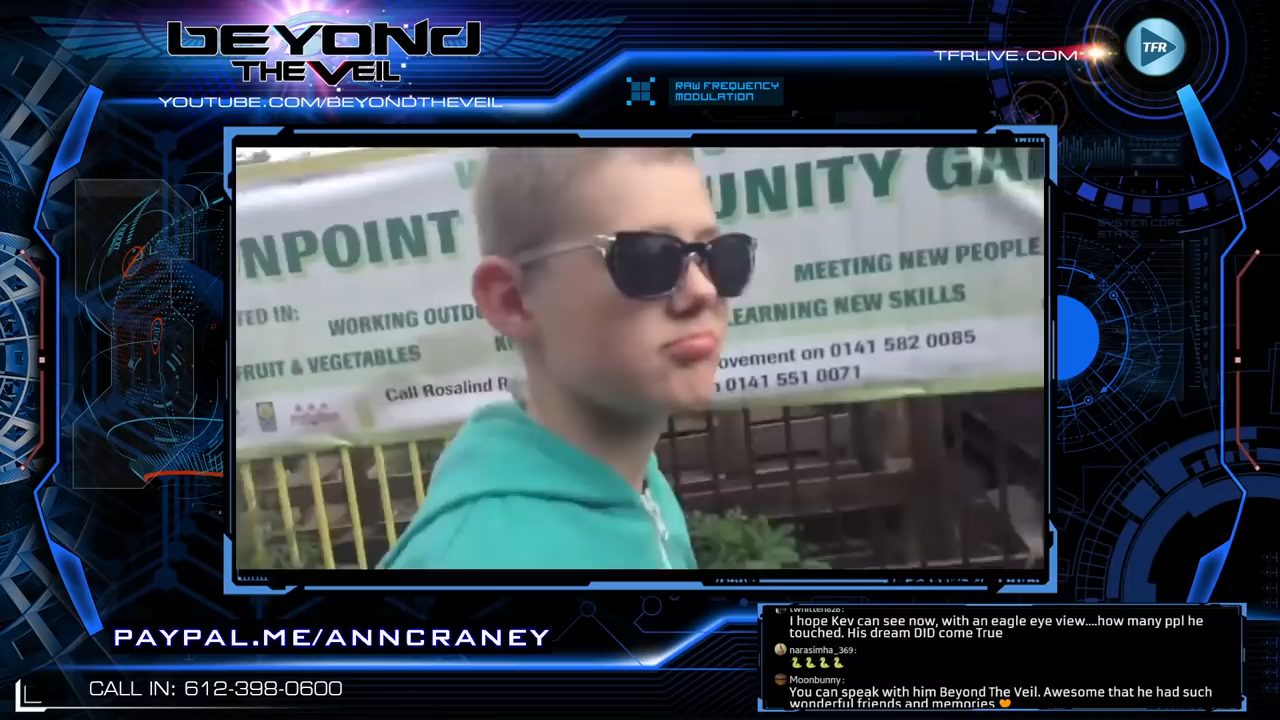 BEYOND
THE VEIL
YOUTUBE.COM/BEYONDTHEVEIL
TFRLIVE.COM
TFR
RAW FREQUENCY
MODULATION
SYSTEM CORE
STATE
NPOINT
UNITY GA
TED IN:
WORKING OUTDO
MEETING NEW PEOPLE
FRUIT & VEGETABLES
LEARNING NEW SKILLS
Call Rosalind
ovement on 0141 582 0085
0141 551 0071
PAYPAL.ME/ANNCRANEY
CALL IN: 612-398-0600
I hope Kev can see now, with an eagle eye view....how many ppl he
touched. His dream DID come True
narasimha_369:
🐍🐍🐍🐍
Moonbunny:
You can speak with him Beyond The Veil. Awesome that he had such
wonderful friends and memories 🧡